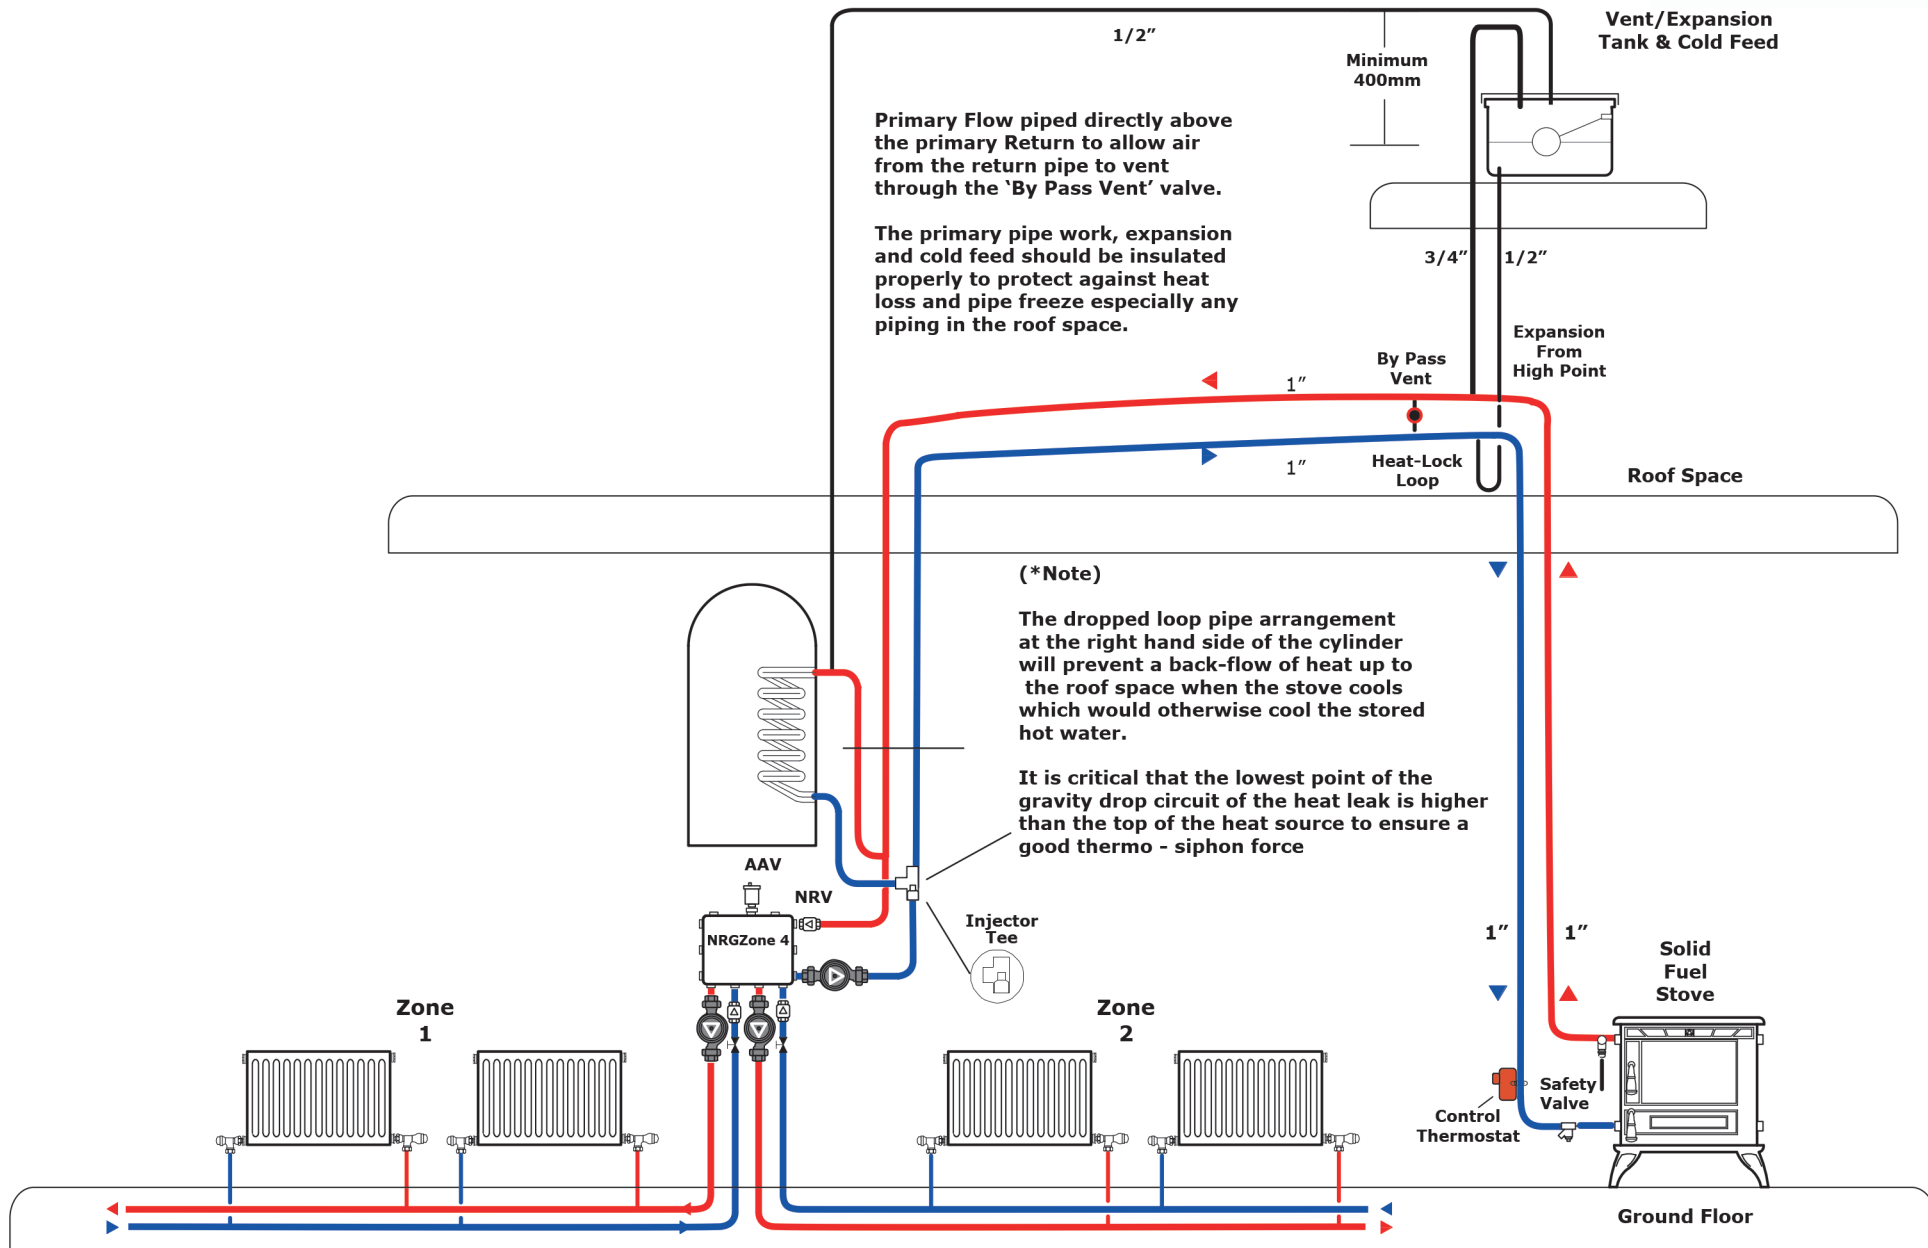 Vent/Expansion
Tank & Cold Feed
1/2”
Minimum
400mm
Primary Flow piped directly above
the primary Return to allow air
from the return pipe to vent
through the ‘By Pass Vent’ valve.
The primary pipe work, expansion
and cold feed should be insulated
properly to protect against heat
loss and pipe freeze especially any
piping in the roof space.
3/4”
1/2”
Expansion
From
High Point
By Pass
Vent
1”
1”
Heat-Lock
Loop
Roof Space
(*Note)
The dropped loop pipe arrangement
at the right hand side of the cylinder
will prevent a back-flow of heat up to
the roof space when the stove cools
which would otherwise cool the stored
hot water.
It is critical that the lowest point of the
gravity drop circuit of the heat leak is higher
than the top of the heat source to ensure a
good thermo - siphon force
AAV
NRV
NRGZone 4
Injector
Tee
1”
1”
Solid
Fuel
Stove
Zone
1
Zone
2
Safety
Valve
Control
Thermostat
Ground Floor